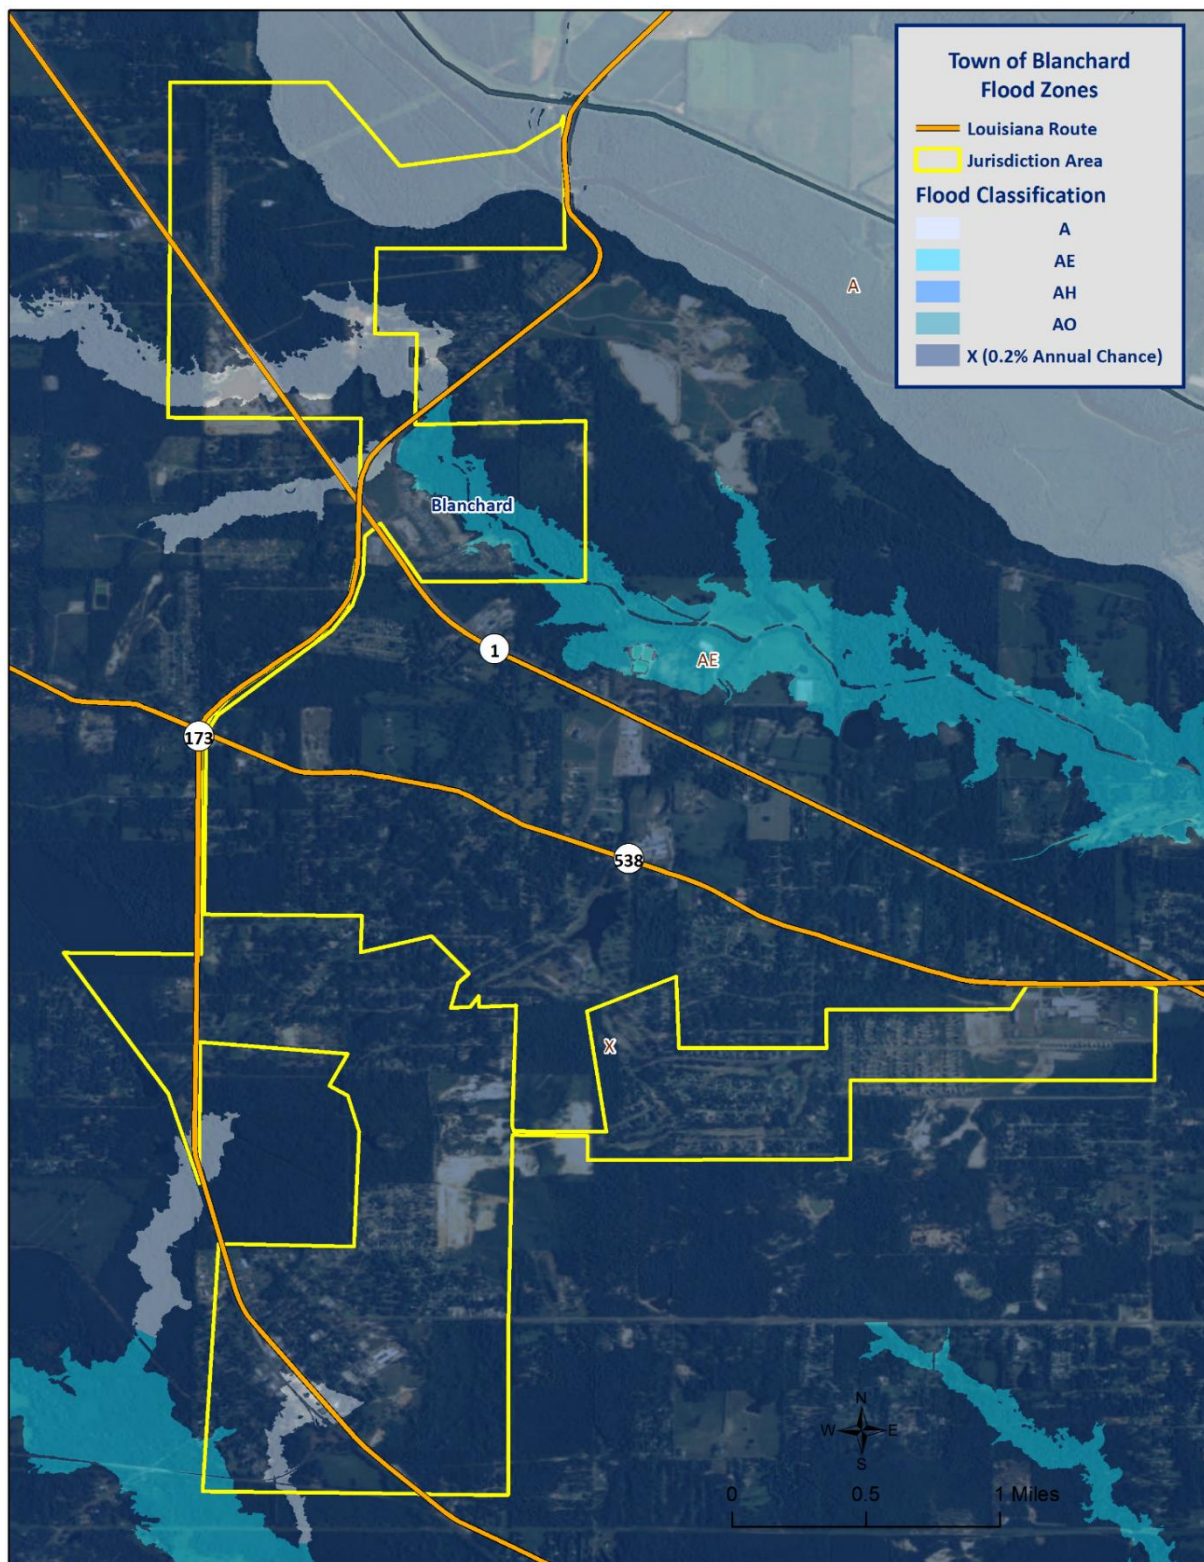 Town of Blanchard
Flood Zones
Louisiana Route
Jurisdiction Area
Flood Classification
A
AE
AH
AO
X (0.2% Annual Chance)
A
Blanchard
1
AE
173
538
X
N
W E
S
0 0.5 1 Miles